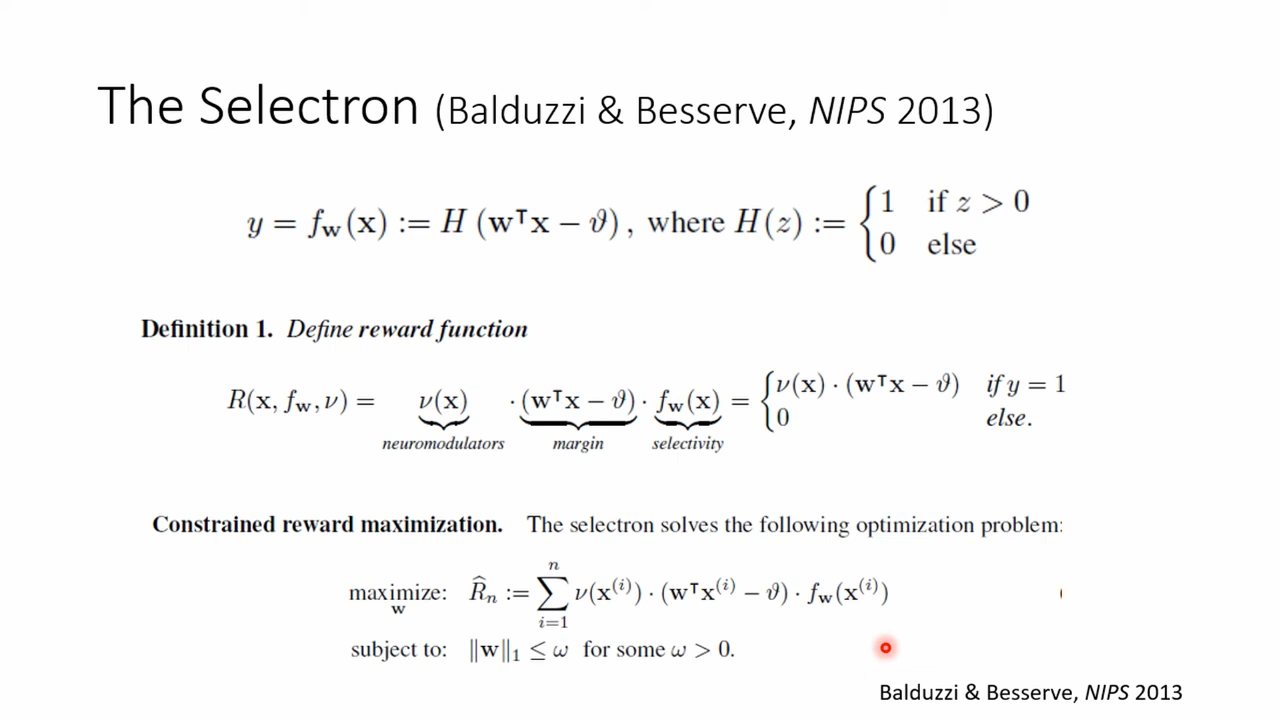 The Selectron (Balduzzi & Besserve, NIPS 2013)
y = f_w(x) := H (w^⊤x − ϑ) , where H(z) := { 1 if z > 0
0 else
Definition 1. Define reward function
R(x, f_w, ν) = ν(x) · (w^⊤x − ϑ) · f_w(x) = { ν(x) · (w^⊤x − ϑ) if y = 1
0 else.
neuromodulators margin selectivity
Constrained reward maximization. The selectron solves the following optimization problem:
maximize: w R̂_n := ∑_{i=1}^{n} ν(x^{(i)}) · (w^⊤x^{(i)} − ϑ) · f_w(x^{(i)})
subject to: ‖w‖_1 ≤ ω for some ω > 0.
Balduzzi & Besserve, NIPS 2013